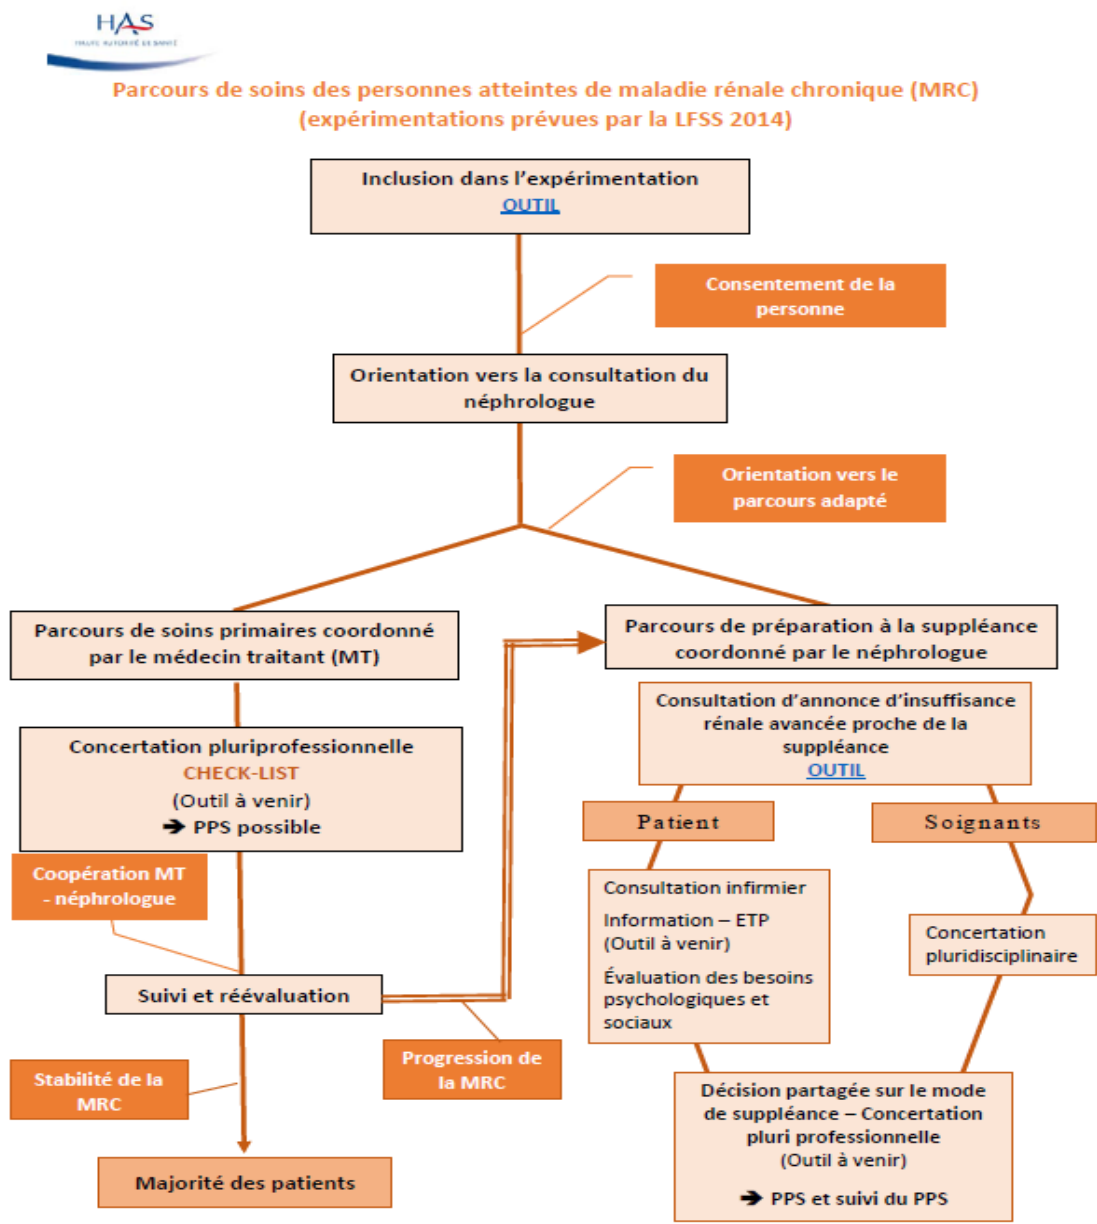 HAS
HAUTE AUTORITÉ DE SANTÉ
Parcours de soins des personnes atteintes de maladie rénale chronique (MRC)
(expérimentations prévues par la LFSS 2014)
Inclusion dans l'expérimentation
OUTIL
Consentement de la
personne
Orientation vers la consultation du
néphrologue
Orientation vers le
parcours adapté
Parcours de soins primaires coordonné
par le médecin traitant (MT)
Parcours de préparation à la suppléance
coordonné par le néphrologue
Concertation pluriprofessionnelle
CHECK-LIST
(Outil à venir)
➔ PPS possible
Consultation d'annonce d'insuffisance
rénale avancée proche de la
suppléance
OUTIL
Patient
Soignants
Coopération MT
- néphrologue
Consultation infirmier
Information – ETP
(Outil à venir)
Évaluation des besoins
psychologiques et
sociaux
Concertation
pluridisciplinaire
Suivi et réévaluation
Stabilité de la
MRC
Progression de
la MRC
Décision partagée sur le mode
de suppléance – Concertation
pluri professionnelle
(Outil à venir)
➔ PPS et suivi du PPS
Majorité des patients